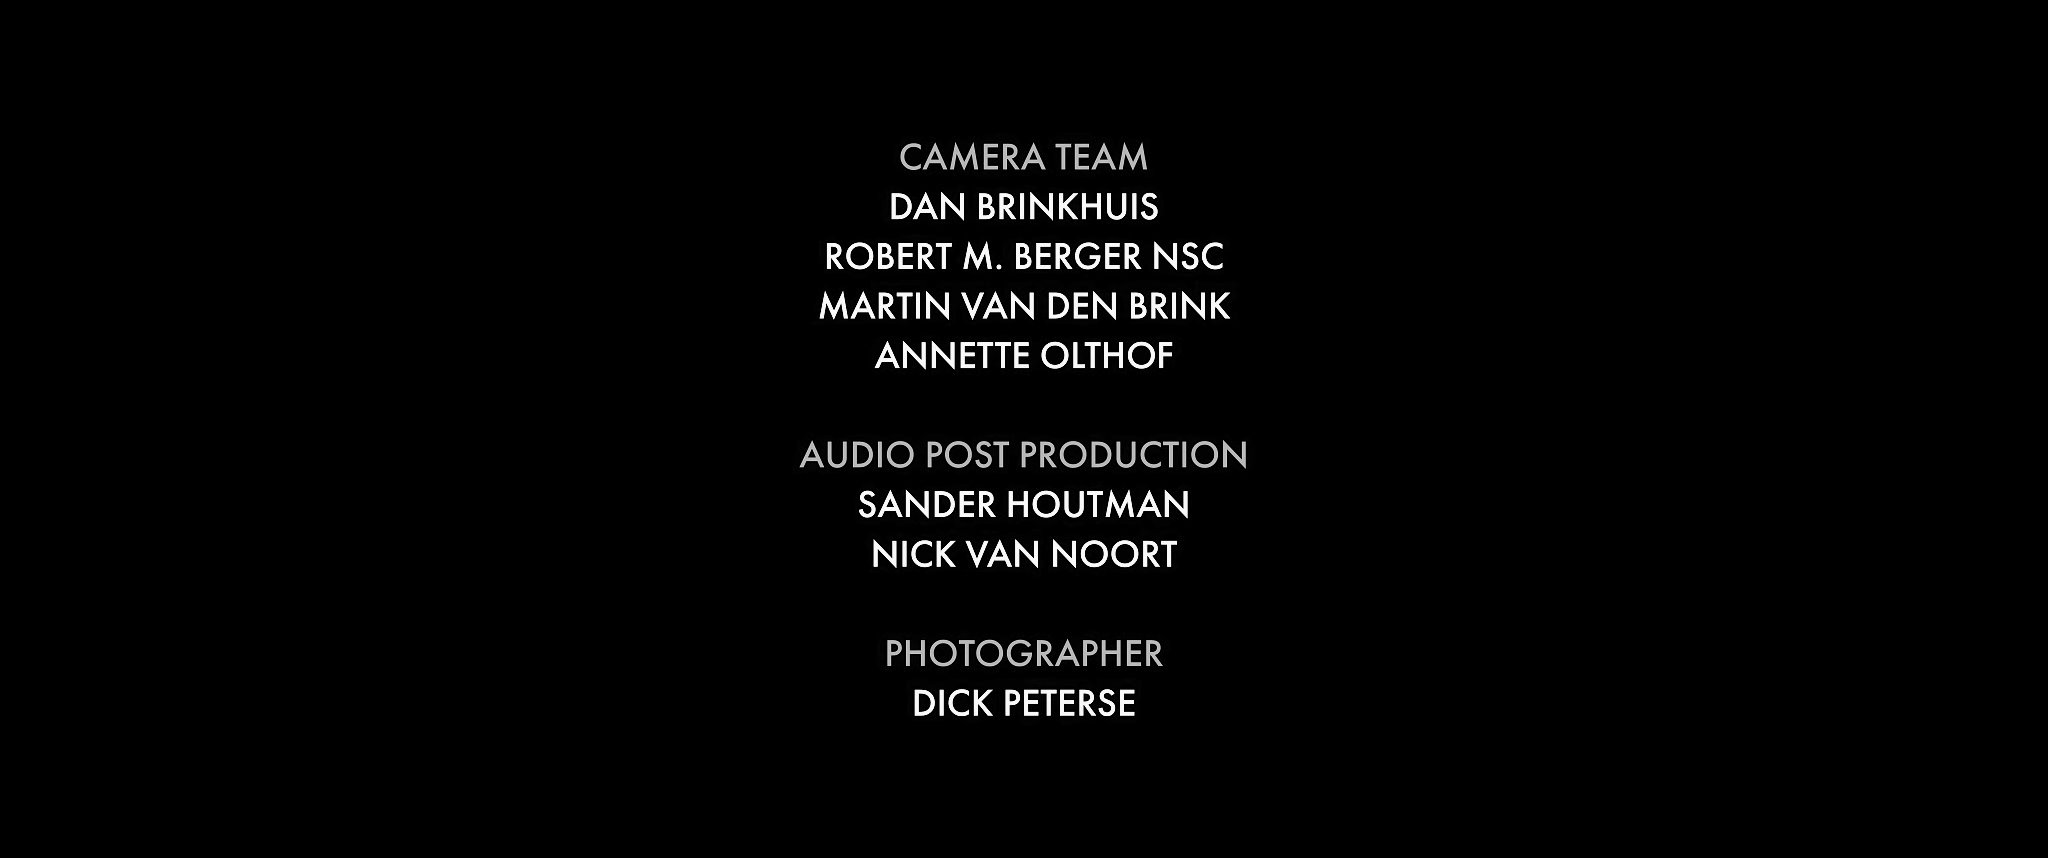 CAMERA TEAM
DAN BRINKHUIS
ROBERT M. BERGER NSC
MARTIN VAN DEN BRINK
ANNETTE OLTHOF
AUDIO POST PRODUCTION
SANDER HOUTMAN
NICK VAN NOORT
PHOTOGRAPHER
DICK PETERSE